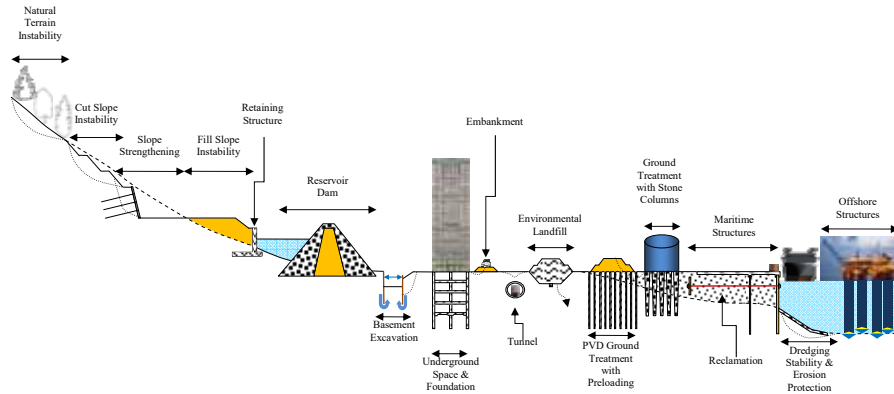 Natural
Terrain
Instability
Cut Slope
Instability
Slope
Strengthening
Fill Slope
Instability
Retaining
Structure
Reservoir
Dam
Basement
Excavation
Underground
Space &
Foundation
Embankment
Tunnel
Environmental
Landfill
PVD Ground
Treatment
with
Preloading
Ground
Treatment
with Stone
Columns
Maritime
Structures
Reclamation
Offshore
Structures
Dredging
Stability &
Erosion
Protection